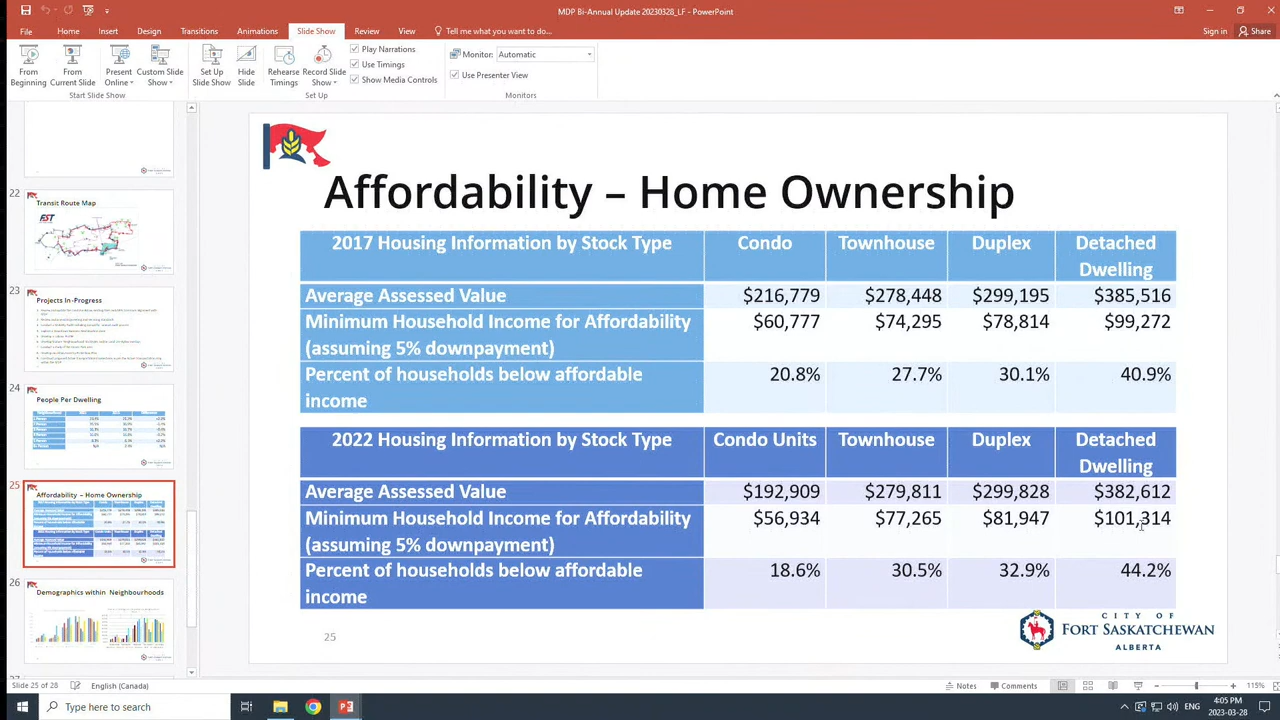 MDP Bi-Annual Update 20230328_LF - PowerPoint
File Home Insert Design Transitions Animations Slide Show Review View Tell me what you want to do...
Sign in Share
From Beginning
From Current Slide
Present Online
Custom Slide Show
Set Up Slide Show
Hide Slide
Rehearse Timings
Record Slide Show
Play Narrations
Use Timings
Show Media Controls
Monitor: Automatic
Use Presenter View
Start Slide Show
Set Up
Monitors
22
Transit Route Map
FST
23
Projects In-Progress
24
People Per Dwelling
25
Affordability – Home Ownership
26
Demographics within Neighbourhoods
Affordability – Home Ownership
2017 Housing Information by Stock Type Condo Townhouse Duplex Detached Dwelling
Average Assessed Value $216,779 $278,448 $299,195 $385,516
Minimum Household Income for Affordability (assuming 5% downpayment) $60,777 $74,295 $78,814 $99,272
Percent of households below affordable income 20.8% 27.7% 30.1% 40.9%
2022 Housing Information by Stock Type Condo Units Townhouse Duplex Detached Dwelling
Average Assessed Value $192,909 $279,811 $299,828 $382,612
Minimum Household Income for Affordability (assuming 5% downpayment) $56,934 $81,947 $101,314
Percent of households below affordable income 18.6% 30.5% 32.9% 44.2%
25
CITY OF
FORT SASKATCHEWAN
ALBERTA
Slide 25 of 28 English (Canada)
Notes Comments 115%
Type here to search
4:05 PM
2023-03-28